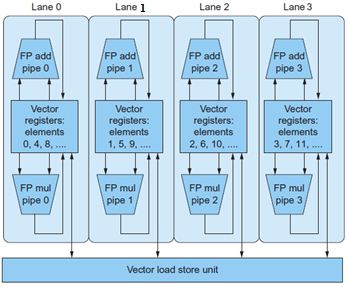 Lane 0 Lane 1 Lane 2 Lane 3
FP add
pipe 0
FP add
pipe 1
FP add
pipe 2
FP add
pipe 3
Vector
registers:
elements
0, 4, 8, ....
Vector
registers:
elements
1, 5, 9, ....
Vector
registers:
elements
2, 6, 10, ....
Vector
registers:
elements
3, 7, 11, ....
FP mul
pipe 0
FP mul
pipe 1
FP mul
pipe 2
FP mul
pipe 3
Vector load store unit